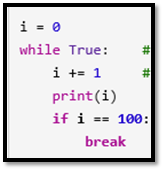 i = 0
while True: #
i += 1 #
print(i)
if i == 100:
break